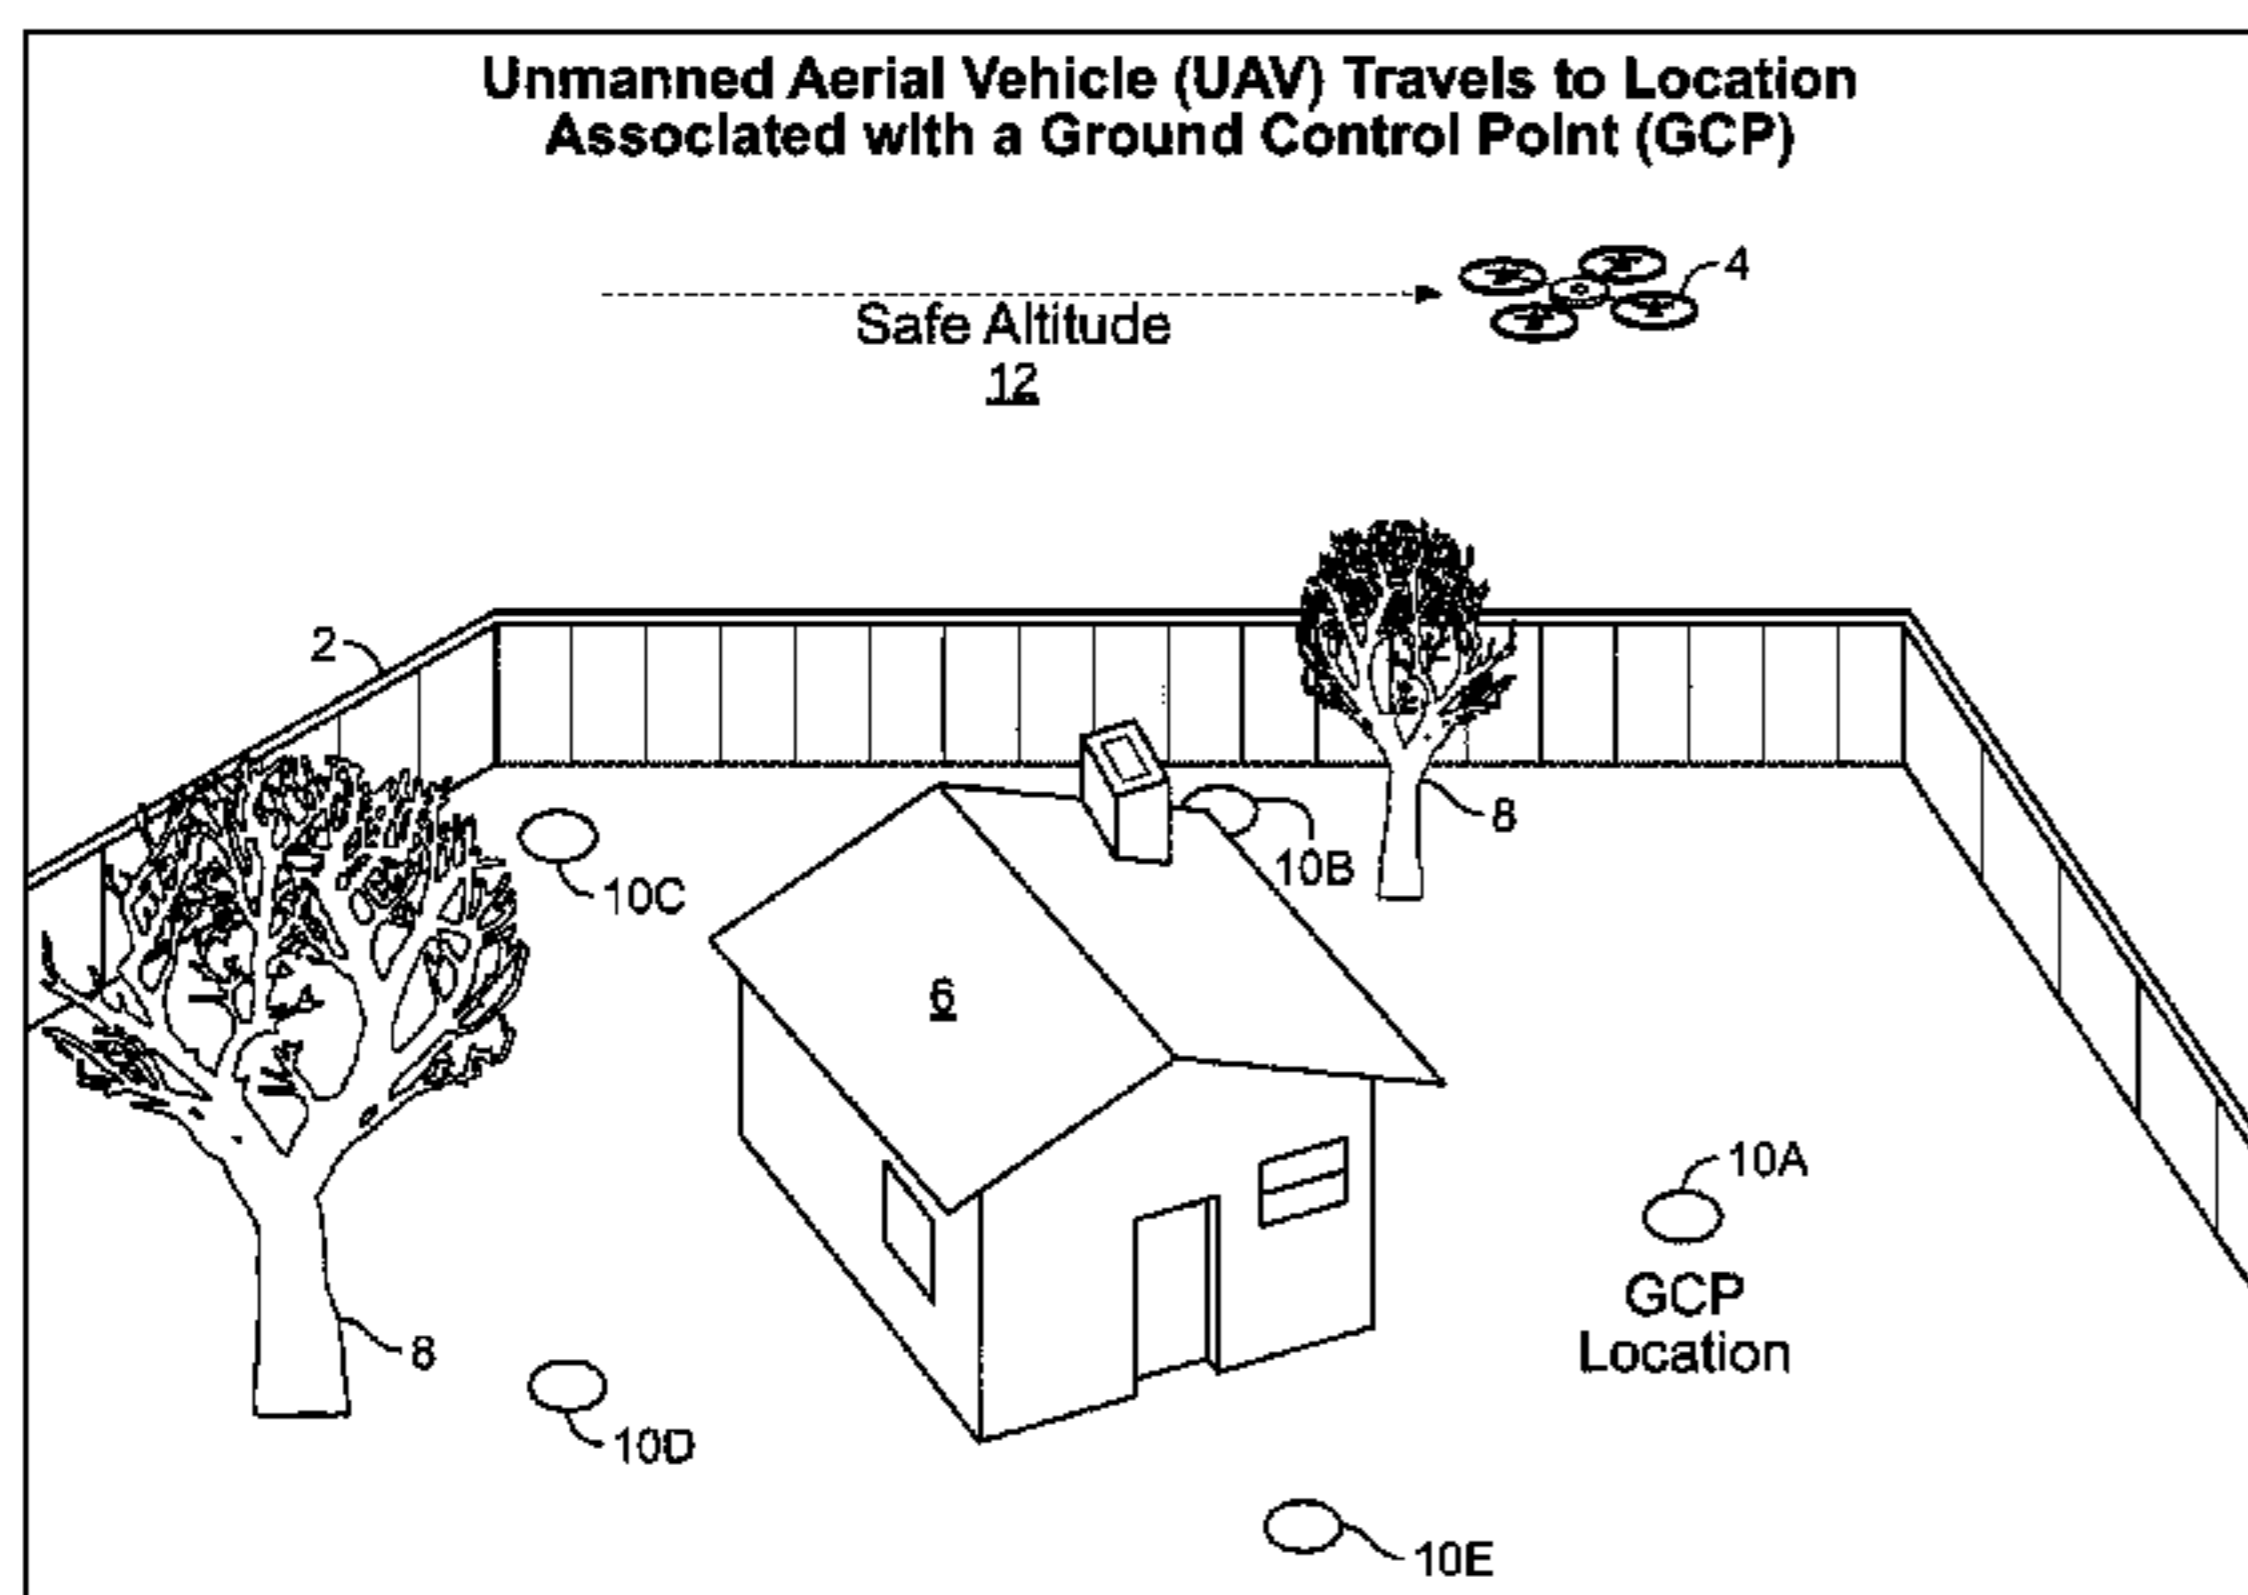 Unmanned Aerial Vehicle (UAV) Travels to Location
Associated with a Ground Control Point (GCP)
4
Safe Altitude
12
2
8
10B
10C
6
10A
GCP
Location
8
10D
10E